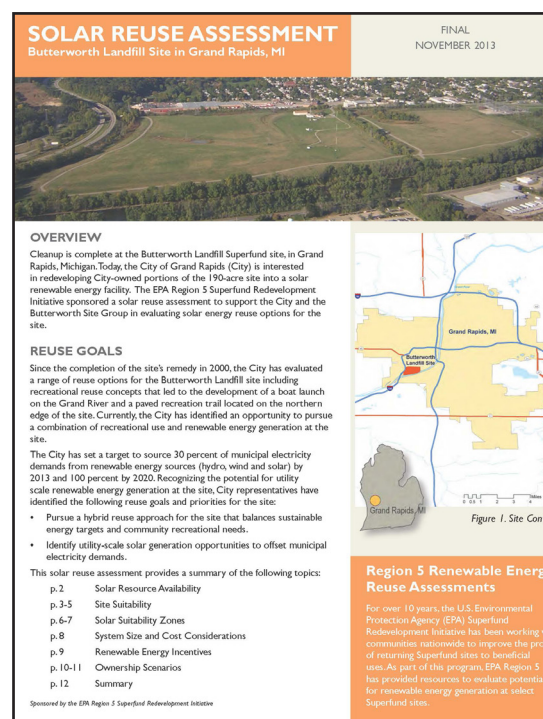 SOLAR REUSE ASSESSMENT
Butterworth Landfill Site in Grand Rapids, MI
FINAL
NOVEMBER 2013
OVERVIEW
Cleanup is complete at the Butterworth Landfill Superfund site, in Grand
Rapids, Michigan. Today, the City of Grand Rapids (City) is interested
in redeveloping City-owned portions of the 190-acre site into a solar
renewable energy facility. The EPA Region 5 Superfund Redevelopment
Initiative sponsored a solar reuse assessment to support the City and the
Butterworth Site Group in evaluating solar energy reuse options for the
site.
REUSE GOALS
Since the completion of the site's remedy in 2000, the City has evaluated
a range of reuse options for the Butterworth Landfill site including
recreational reuse concepts that led to the development of a boat launch
on the Grand River and a paved recreation trail located on the northern
edge of the site. Currently, the City has identified an opportunity to pursue
a combination of recreational use and renewable energy generation at the
site.
The City has set a target to source 30 percent of municipal electricity
demands from renewable energy sources (hydro, wind and solar) by
2013 and 100 percent by 2020. Recognizing the potential for utility
scale renewable energy generation at the site, City representatives have
identified the following reuse goals and priorities for the site:
• Pursue a hybrid reuse approach for the site that balances sustainable
energy targets and community recreational needs.
• Identify utility-scale solar generation opportunities to offset municipal
electricity demands.
This solar reuse assessment provides a summary of the following topics:
p. 2 Solar Resource Availability
p. 3-5 Site Suitability
p. 6-7 Solar Suitability Zones
p. 8 System Size and Cost Considerations
p. 9 Renewable Energy Incentives
p. 10-11 Ownership Scenarios
p. 12 Summary
Sponsored by the EPA Region 5 Superfund Redevelopment Initiative
Grand Rapids, MI
Butterworth
Landfill Site
Miles
Grand Rapids, MI
Figure 1. Site Con
Region 5 Renewable Energ
Reuse Assessments
For over 10 years, the U.S. Environmental
Protection Agency (EPA) Superfund
Redevelopment Initiative has been working
communities nationwide to improve the pro
of returning Superfund sites to beneficial
uses. As part of this program, EPA Region 5
has provided resources to evaluate potentia
for renewable energy generation at select
Superfund sites.